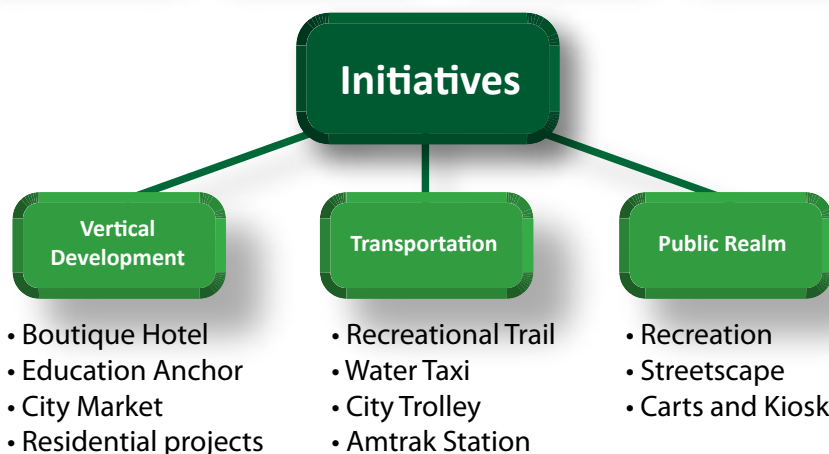 Initiatives
Vertical
Development
• Boutique Hotel
• Education Anchor
• City Market
• Residential projects
Transportation
• Recreational Trail
• Water Taxi
• City Trolley
• Amtrak Station
Public Realm
• Recreation
• Streetscape
• Carts and Kiosk